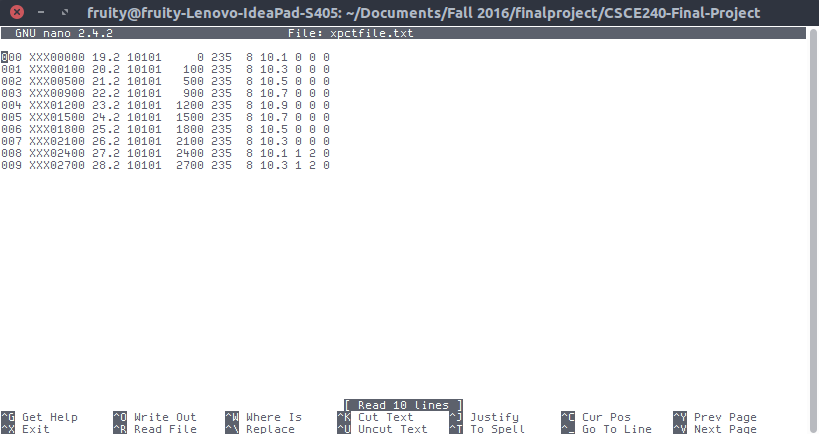 fruity@fruity-Lenovo-IdeaPad-S405: ~/Documents/Fall 2016/finalproject/CSCE240-Final-Project
GNU nano 2.4.2 File: xpctfile.txt
000 XXX00000 19.2 10101     0 235  8 10.1 0 0 0
001 XXX00100 20.2 10101   100 235  8 10.3 0 0 0
002 XXX00500 21.2 10101   500 235  8 10.5 0 0 0
003 XXX00900 22.2 10101   900 235  8 10.7 0 0 0
004 XXX01200 23.2 10101  1200 235  8 10.9 0 0 0
005 XXX01500 24.2 10101  1500 235  8 10.7 0 0 0
006 XXX01800 25.2 10101  1800 235  8 10.5 0 0 0
007 XXX02100 26.2 10101  2100 235  8 10.3 0 0 0
008 XXX02400 27.2 10101  2400 235  8 10.1 1 2 0
009 XXX02700 28.2 10101  2700 235  8 10.3 1 2 0
[ Read 10 lines ]
^G Get Help ^O Write Out ^W Where Is ^K Cut Text ^J Justify ^C Cur Pos ^Y Prev Page
^X Exit ^R Read File ^\ Replace ^U Uncut Text ^T To Spell ^_ Go To Line ^V Next Page